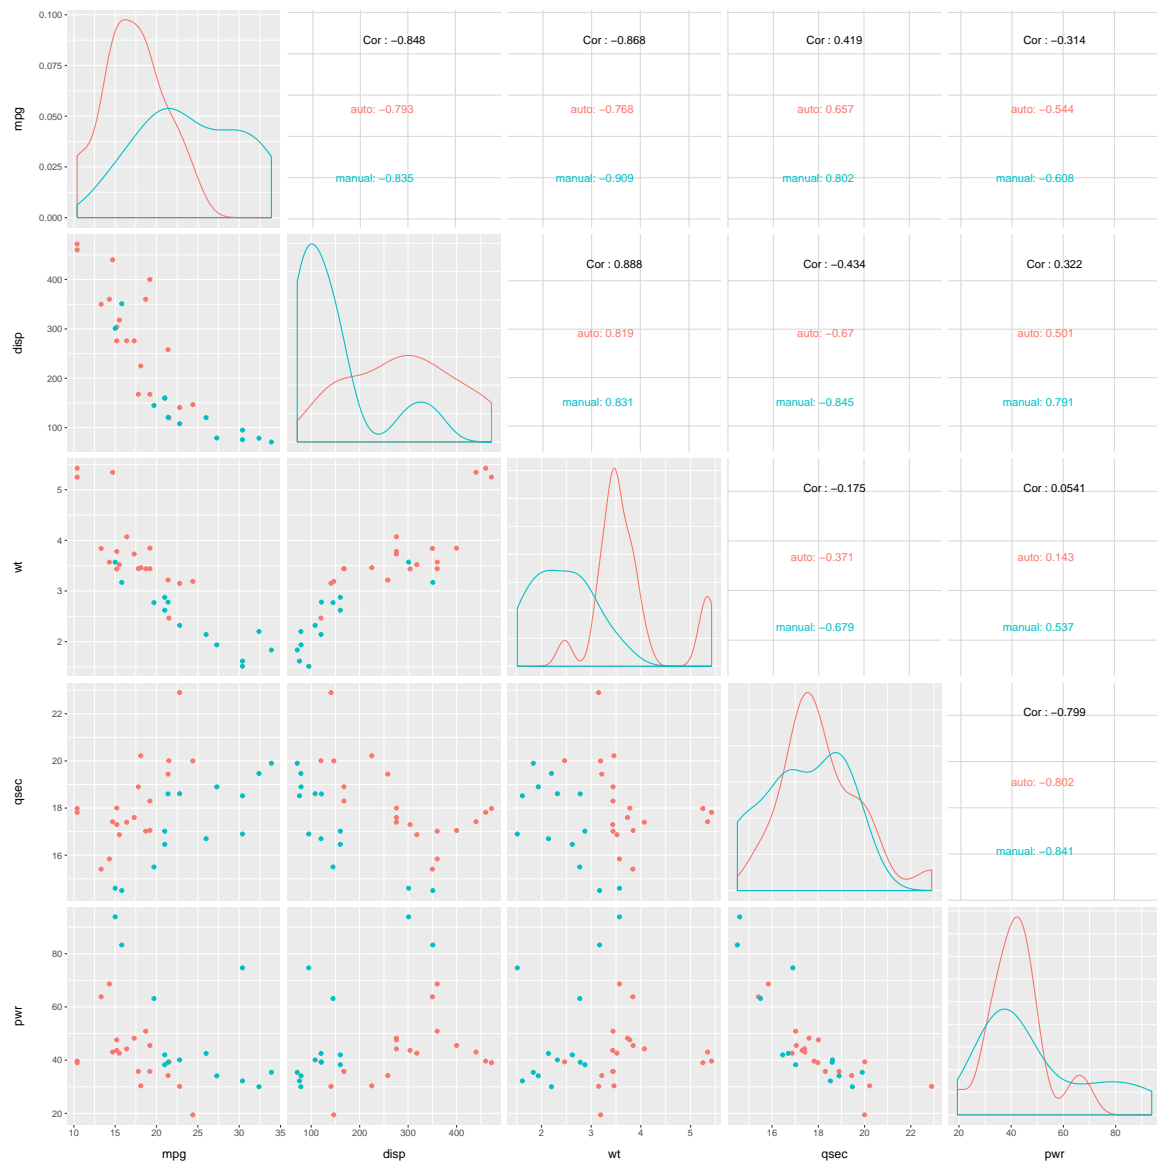 0.100
0.075
0.050
0.025
0.000
mpg
Cor : −0.848
auto: −0.793
manual: −0.835
Cor : −0.868
auto: −0.768
manual: −0.909
Cor : 0.419
auto: 0.657
manual: 0.802
Cor : −0.314
auto: −0.544
manual: −0.608
400
300
200
100
disp
Cor : 0.888
auto: 0.819
manual: 0.831
Cor : −0.434
auto: −0.67
manual: −0.845
Cor : 0.322
auto: 0.501
manual: 0.791
5
4
3
2
wt
Cor : −0.175
auto: −0.371
manual: −0.679
Cor : 0.0541
auto: 0.143
manual: 0.537
22
20
18
16
qsec
Cor : −0.799
auto: −0.802
manual: −0.841
80
60
40
20
pwr
10 15 20 25 30 35
100 200 300 400
2 3 4 5
16 18 20 22
20 40 60 80
mpg disp wt qsec pwr